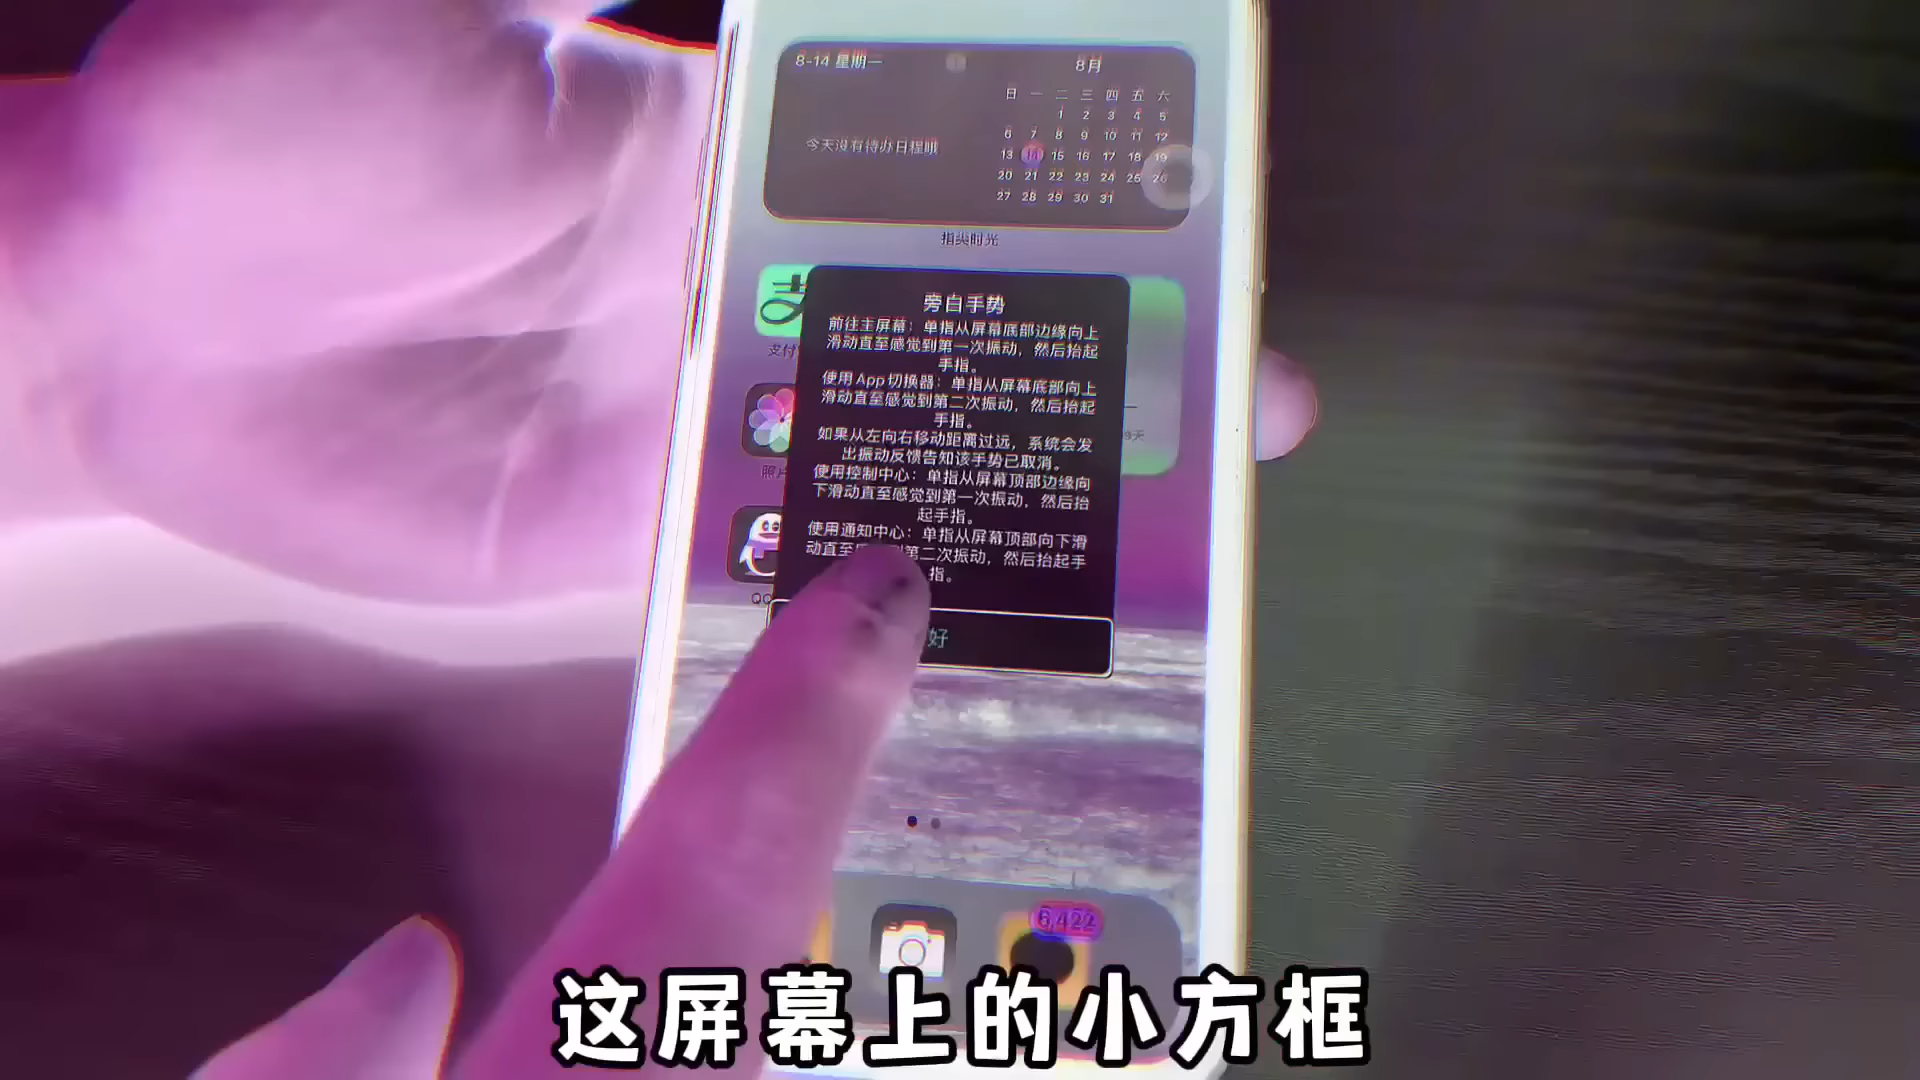 8-14 星期一
8月
日 一 二 三 四 五 六
1 2 3 4 5
6 7 8 9 10 11 12
今天没有待办日程哦
13 14 15 16 17 18 19
20 21 22 23 24 25 26
27 28 29 30 31
指尖时光
支付
旁白手势
前往主屏幕：单指从屏幕底部边缘向上
滑动直至感觉到第一次振动，然后抬起
手指。
使用App切换器：单指从屏幕底部向上
滑动直至感觉到第二次振动，然后抬起
手指。
如果从左向右移动距离过远，系统会发
出振动反馈告知该手势已取消。
使用控制中心：单指从屏幕顶部边缘向
下滑动直至感觉到第一次振动，然后抬
起手指。
使用通知中心：单指从屏幕顶部向下滑
动直至 到第二次振动，然后抬起手
指。
照片
QQ
好
6,422
这屏幕上的小方框